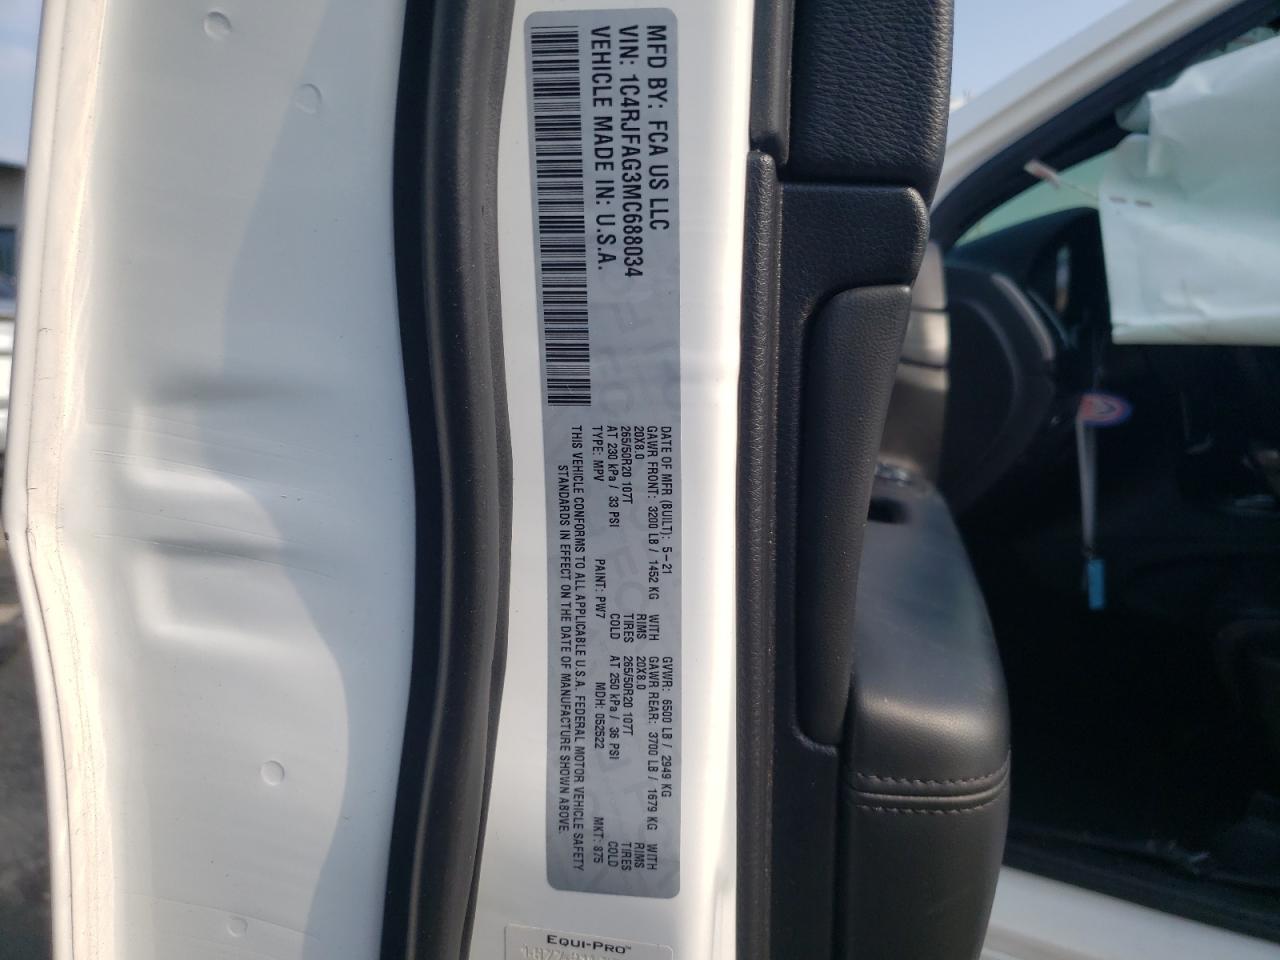 MFD BY: FCA US LLC
VIN: 1C4RJFAG3MC688034
VEHICLE MADE IN: U.S.A.
DATE OF MFR (BUILT): 5-21 GVWR: 6500 LB / 2949 KG
GAWR FRONT: 3200 LB / 1452 KG WITH GAWR REAR: 3700 LB / 1679 KG WITH
20X8.0 RIMS 20X8.0 RIMS
265/50R20 107T TIRES 265/50R20 107T TIRES
AT 230 kPa / 33 PSI COLD AT 250 kPa / 36 PSI COLD
TYPE: MPV PAINT: PW7 MDH: 052522 MKT: 875
THIS VEHICLE CONFORMS TO ALL APPLICABLE U.S.A. FEDERAL MOTOR VEHICLE SAFETY
STANDARDS IN EFFECT ON THE DATE OF MANUFACTURE SHOWN ABOVE.
EQUI-PRO™